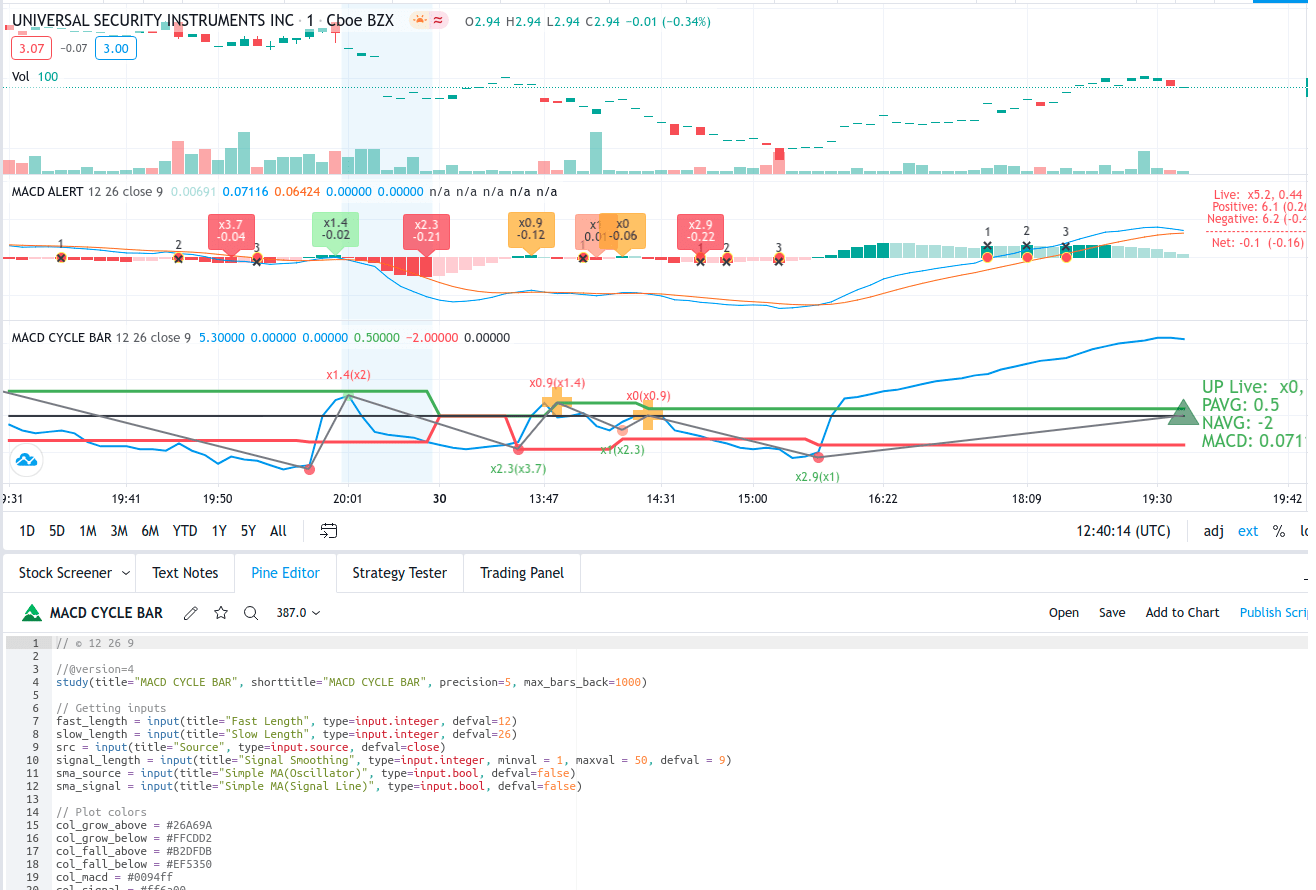 UNIVERSAL SECURITY INSTRUMENTS INC · 1 · Cboe BZX O2.94 H2.94 L2.94 C2.94 −0.01 (−0.34%)
3.07 −0.07 3.00
Vol 100
MACD ALERT 12 26 close 9 0.00691 0.07116 0.06424 0.00000 0.00000 n/a n/a n/a n/a n/a
Live: x5.2, 0.44
Positive: 6.1 (0.2
Negative: 6.2 (-0.
Net: -0.1 (-0.16)
x3.7
-0.04
x1.4
-0.02
x2.3
-0.21
x0.9
-0.12
x0
-0.06
x2.9
-0.22
1 2 3 1 1 2 3 1 2 3
MACD CYCLE BAR 12 26 close 9 5.30000 0.00000 0.00000 0.50000 −2.00000 0.00000
x1.4(x2)
x0.9(x1.4)
x0(x0.9)
x2.3(x3.7)
x1(x2.3)
x2.9(x1)
UP Live: x0,
PAVG: 0.5
NAVG: -2
MACD: 0.071
9:31 19:41 19:50 20:01 30 13:47 14:31 15:00 16:22 18:09 19:30 19:42
1D 5D 1M 3M 6M YTD 1Y 5Y All 12:40:14 (UTC) adj ext %
Stock Screener Text Notes Pine Editor Strategy Tester Trading Panel
MACD CYCLE BAR 387.0 Open Save Add to Chart Publish Scri
1 // © 12 26 9
2
3 //@version=4
4 study(title="MACD CYCLE BAR", shorttitle="MACD CYCLE BAR", precision=5, max_bars_back=1000)
5
6 // Getting inputs
7 fast_length = input(title="Fast Length", type=input.integer, defval=12)
8 slow_length = input(title="Slow Length", type=input.integer, defval=26)
9 src = input(title="Source", type=input.source, defval=close)
10 signal_length = input(title="Signal Smoothing", type=input.integer, minval = 1, maxval = 50, defval = 9)
11 sma_source = input(title="Simple MA(Oscillator)", type=input.bool, defval=false)
12 sma_signal = input(title="Simple MA(Signal Line)", type=input.bool, defval=false)
13
14 // Plot colors
15 col_grow_above = #26A69A
16 col_grow_below = #FFCDD2
17 col_fall_above = #B2DFDB
18 col_fall_below = #EF5350
19 col_macd = #0094ff
20 col_signal = #ff6a00